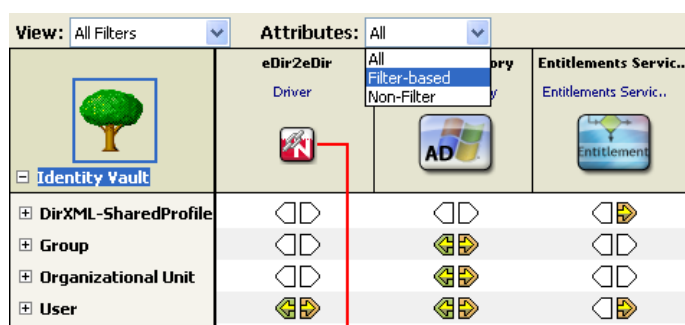 View: All Filters Attributes: All
All
Filter-based
Non-Filter
eDir2eDir ory Entitlements Servic..
Driver y Entitlements Servic..
N AD Entitlement
Identity Vault
DirXML-SharedProfile
Group
Organizational Unit
User